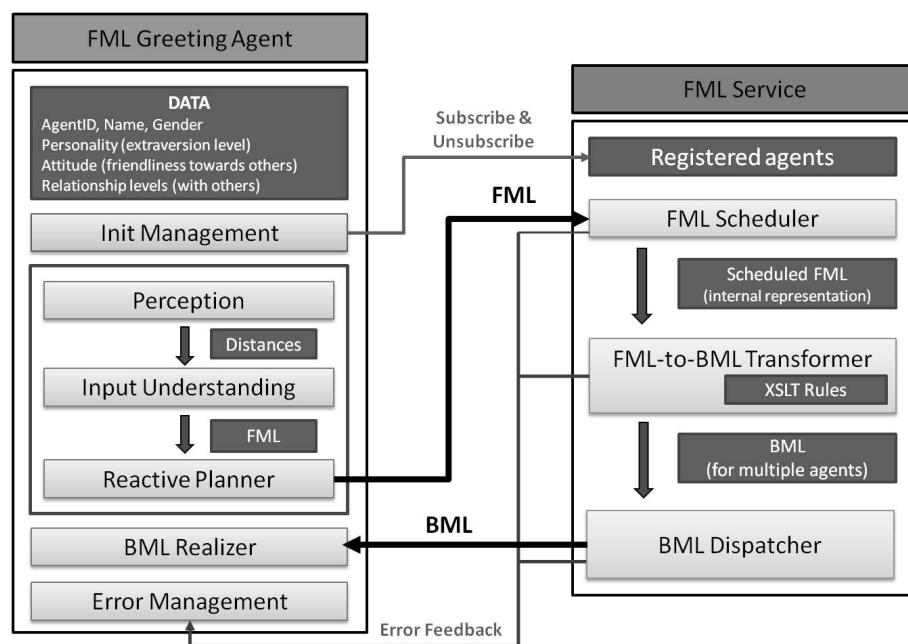 FML Greeting Agent
DATA
AgentID, Name, Gender
Personality (extraversion level)
Attitude (friendliness towards others)
Relationship levels (with others)
Init Management
Perception
Distances
Input Understanding
FML
Reactive Planner
BML Realizer
Error Management
Subscribe &
Unsubscribe
FML
BML
Error Feedback
FML Service
Registered agents
FML Scheduler
Scheduled FML
(internal representation)
FML-to-BML Transformer
XSLT Rules
BML
(for multiple agents)
BML Dispatcher